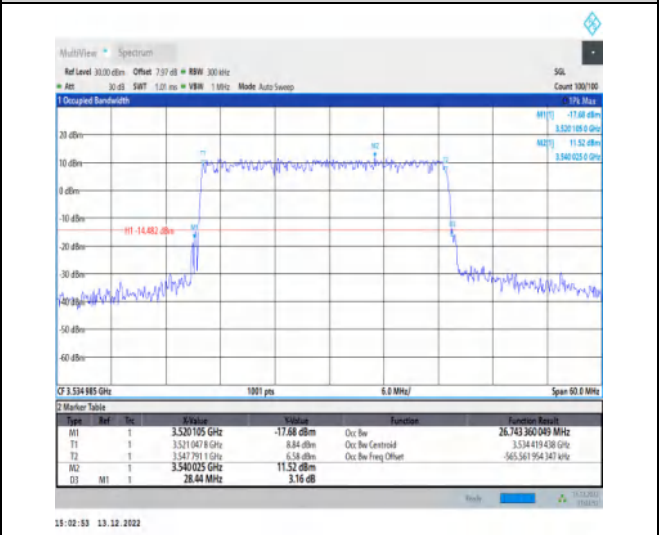 MultiView Spectrum
Ref Level 30.00 dBm Offset 7.97 dB RBW 300 kHz SGL
Att 30 dB SWT 1.01 ms VBW 1 MHz Mode Auto Sweep Count 100/100
1 Occupied Bandwidth 1Pk Max
M1[1] -17.68 dBm
3.520 105 0 GHz
M2[1] 11.52 dBm
3.540 025 0 GHz
20 dBm
10 dBm
0 dBm
-10 dBm
-20 dBm
-30 dBm
-40 dBm
-50 dBm
-60 dBm
T1
M2
T2
H1 -14.482 dBm
M1
D3
CF 3.534 985 GHz 1001 pts 6.0 MHz/ Span 60.0 MHz
2 Marker Table
Type Ref Trc X-Value Y-Value Function Function Result
M1 1 3.520105 GHz -17.68 dBm Occ Bw 26.743 360 049 MHz
T1 1 3.521 047 8 GHz 8.84 dBm Occ Bw Centroid 3.534 419 438 GHz
T2 1 3.547 791 1 GHz 6.58 dBm Occ Bw Freq Offset -565.561 954 347 kHz
M2 1 3.540025 GHz 11.52 dBm
D3 M1 1 28.44 MHz 3.16 dB
Ready
15:02:53 13.12.2022